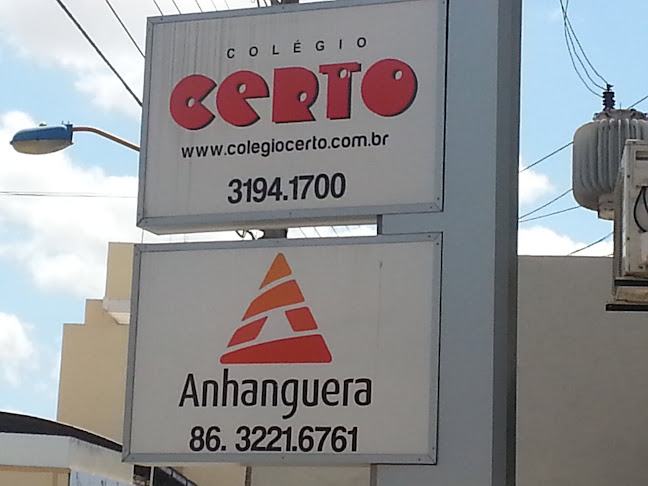 COLÉGIO
CERTO
www.colegiocerto.com.br
3194.1700
Anhanguera
86. 3221.6761